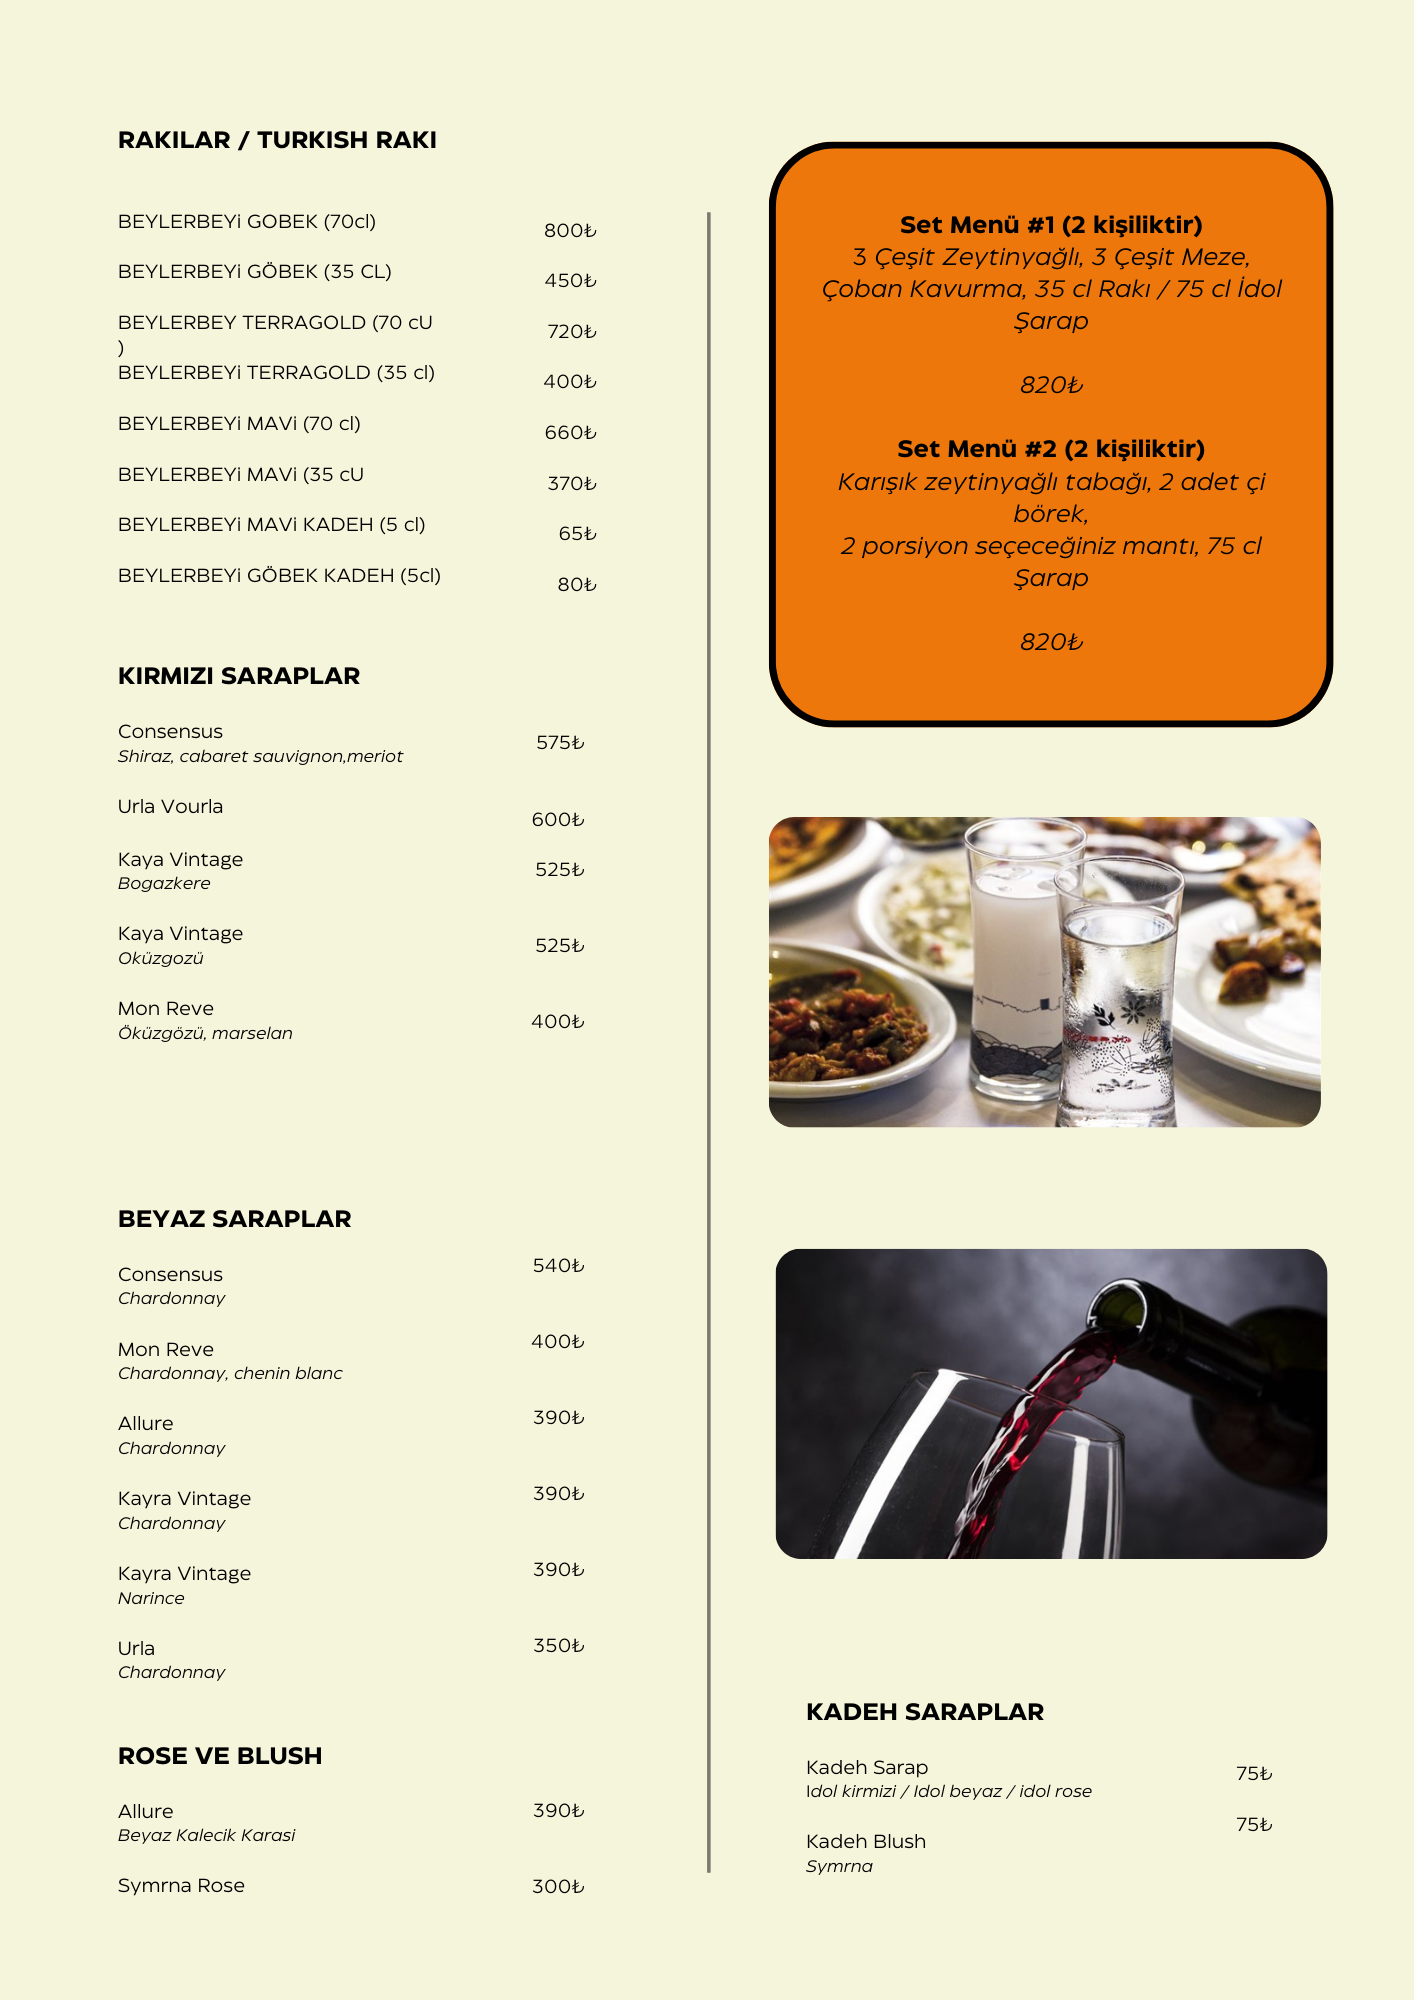 RAKILAR / TURKISH RAKI
BEYLERBEYi GOBEK (70cl) 800₺
BEYLERBEYi GÖBEK (35 CL) 450₺
BEYLERBEY TERRAGOLD (70 cU 720₺
)
BEYLERBEYi TERRAGOLD (35 cl) 400₺
BEYLERBEYi MAVi (70 cl) 660₺
BEYLERBEYi MAVi (35 cU 370₺
BEYLERBEYi MAVi KADEH (5 cl) 65₺
BEYLERBEYi GÖBEK KADEH (5cl) 80₺
KIRMIZI SARAPLAR
Consensus 575₺
Shiraz, cabaret sauvignon,meriot
Urla Vourla 600₺
Kaya Vintage 525₺
Bogazkere
Kaya Vintage 525₺
Oküzgozü
Mon Reve 400₺
Öküzgözü, marselan
BEYAZ SARAPLAR
Consensus 540₺
Chardonnay
Mon Reve 400₺
Chardonnay, chenin blanc
Allure 390₺
Chardonnay
Kayra Vintage 390₺
Chardonnay
Kayra Vintage 390₺
Narince
Urla 350₺
Chardonnay
ROSE VE BLUSH
Allure 390₺
Beyaz Kalecik Karasi
Symrna Rose 300₺
Set Menü #1 (2 kişiliktir)
3 Çeşit Zeytinyağlı, 3 Çeşit Meze,
Çoban Kavurma, 35 cl Rakı / 75 cl İdol
Şarap
820₺
Set Menü #2 (2 kişiliktir)
Karışık zeytinyağlı tabağı, 2 adet çi
börek,
2 porsiyon seçeceğiniz mantı, 75 cl
Şarap
820₺
KADEH SARAPLAR
Kadeh Sarap 75₺
Idol kirmizi / Idol beyaz / idol rose
Kadeh Blush 75₺
Symrna